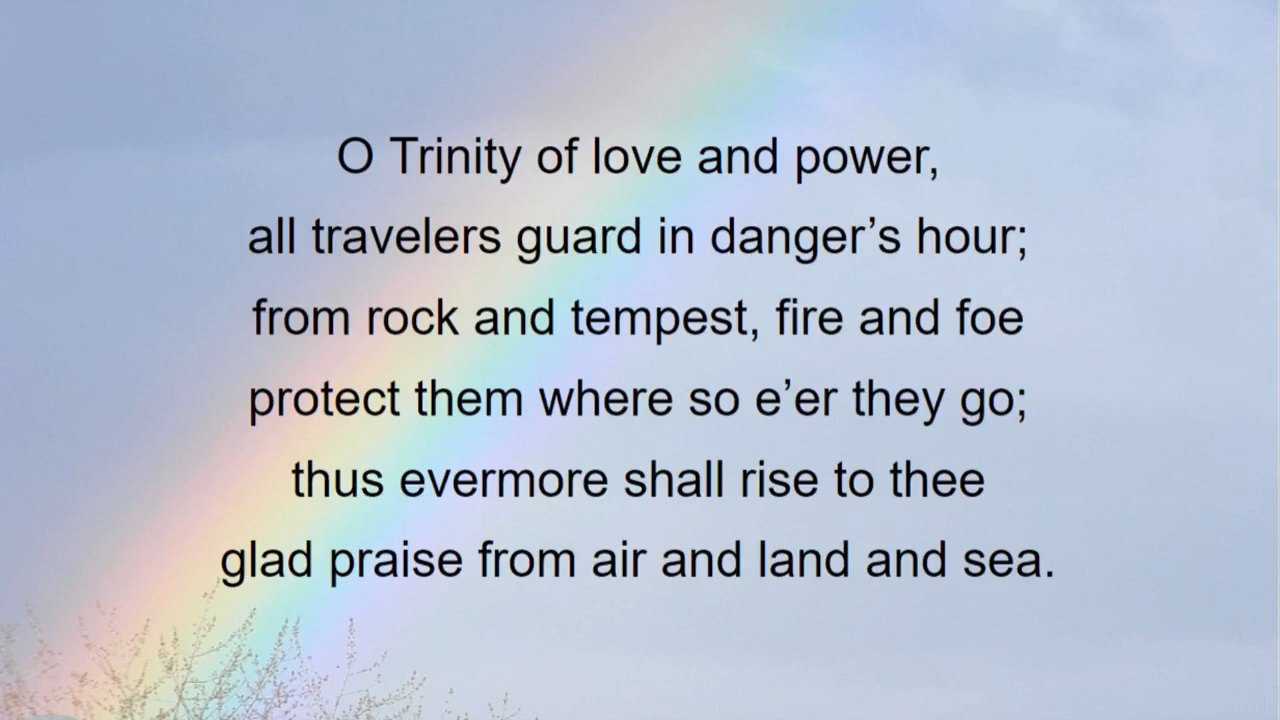 O Trinity of love and power,
all travelers guard in danger’s hour;
from rock and tempest, fire and foe
protect them where so e’er they go;
thus evermore shall rise to thee
glad praise from air and land and sea.